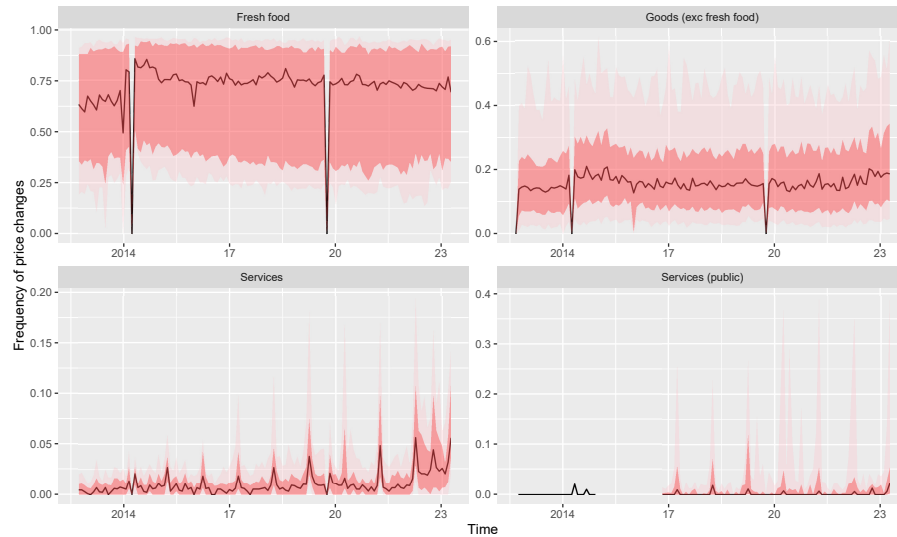 Fresh food
Goods (exc fresh food)
1.00
0.75
0.50
0.25
0.00
0.6
0.4
0.2
0.0
2014 17 20 23
2014 17 20 23
Services
Services (public)
0.20
0.15
0.10
0.05
0.00
0.4
0.3
0.2
0.1
0.0
2014 17 20 23
2014 17 20 23
Frequency of price changes
Time